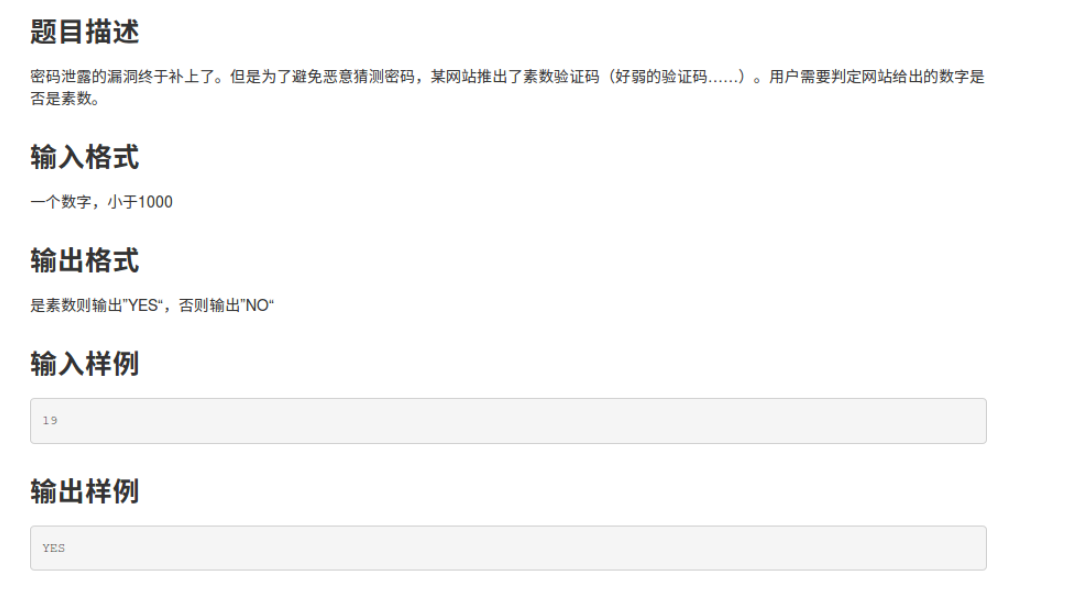 题目描述
密码泄露的漏洞终于补上了。但是为了避免恶意猜测密码，某网站推出了素数验证码（好弱的验证码……）。用户需要判定网站给出的数字是
否是素数。
输入格式
一个数字，小于1000
输出格式
是素数则输出”YES“，否则输出”NO“
输入样例
19
输出样例
YES